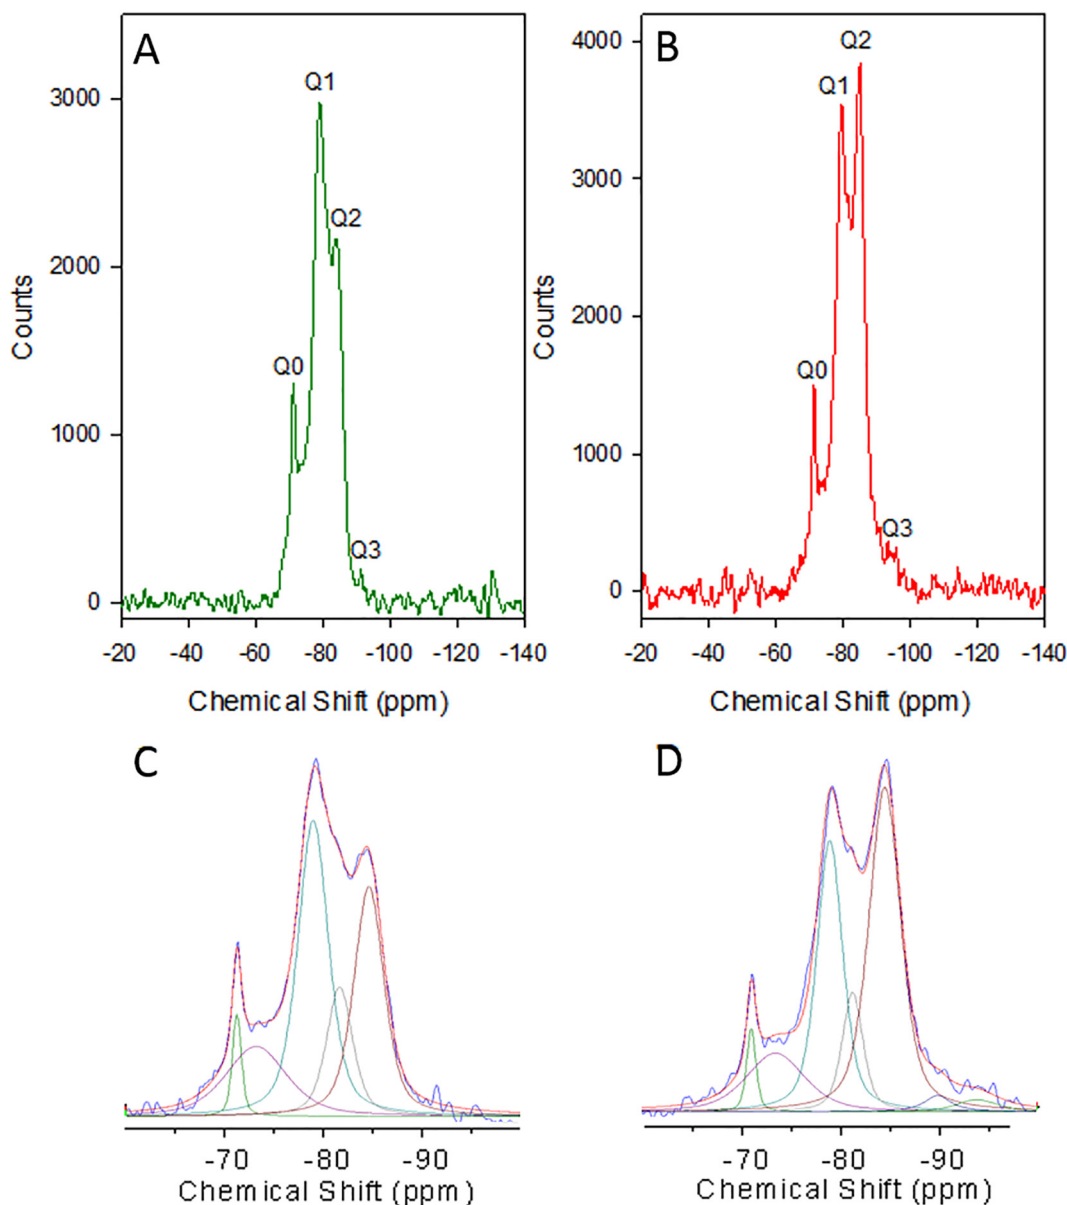 A
Q1
3000
Q2
2000
Counts
Q0
1000
Q3
0
-20 -40 -60 -80 -100 -120 -140
Chemical Shift (ppm)
B
4000
Q2
Q1
3000
2000
Counts
Q0
1000
Q3
0
-20 -40 -60 -80 -100 -120 -140
Chemical Shift (ppm)
C
-70 -80 -90
Chemical Shift (ppm)
D
-70 -80 -90
Chemical Shift (ppm)